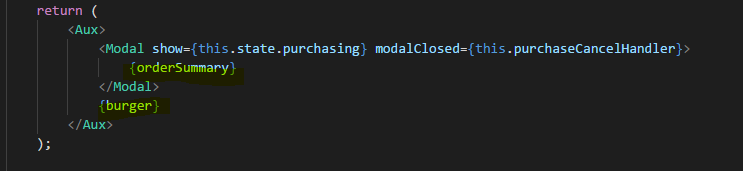 return (
<Aux>
<Modal show={this.state.purchasing} modalClosed={this.purchaseCancelHandler}>
{orderSummary}
</Modal>
{burger}
</Aux>
);